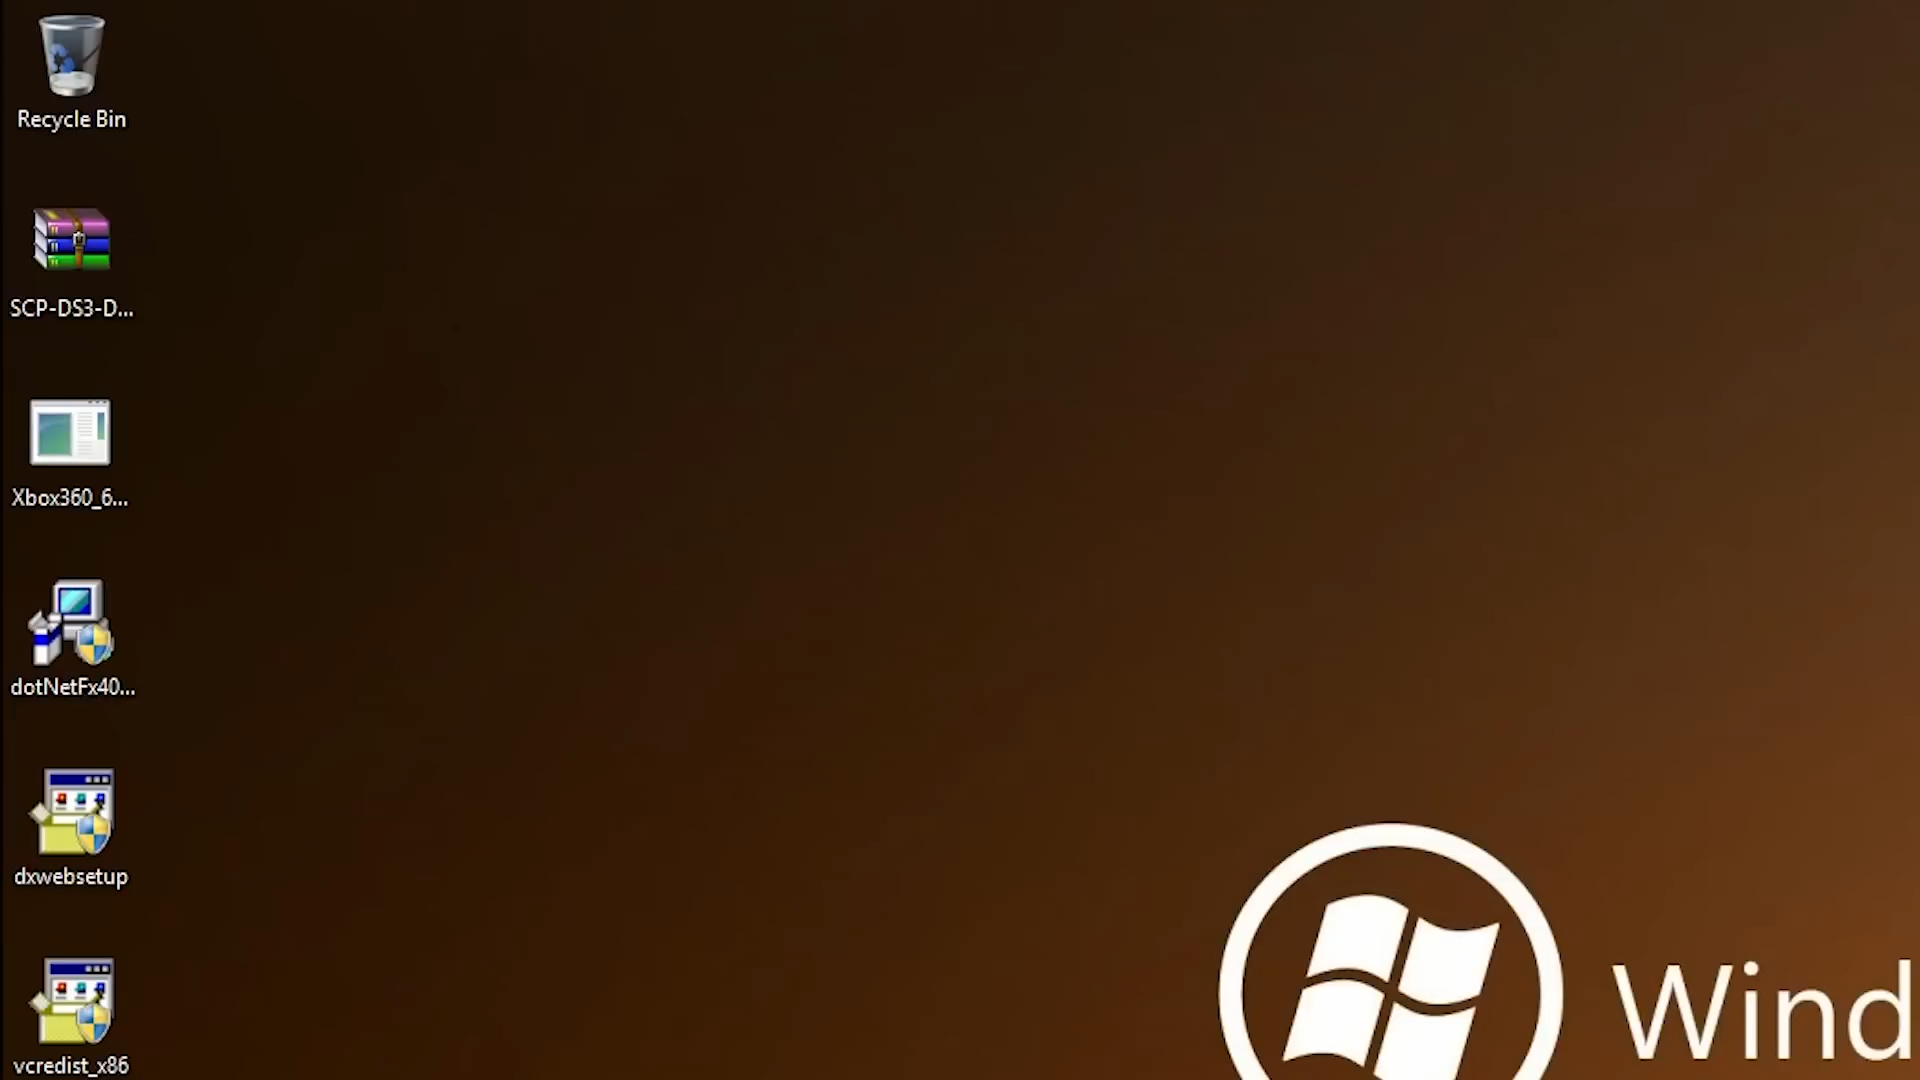 Recycle Bin
SCP-DS3-D...
Xbox360_6...
dotNetFx40...
dxwebsetup
vcredist_x86
Wind